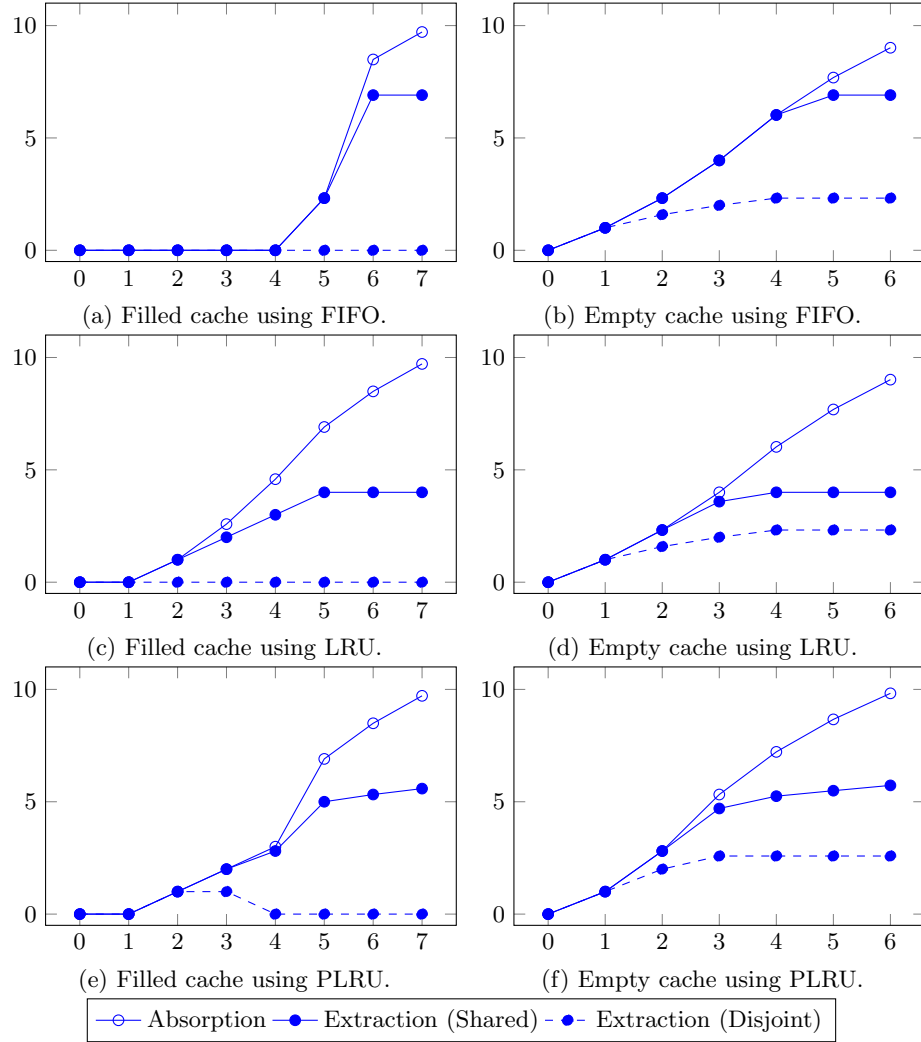 10
5
0
0 1 2 3 4 5 6 7
(a) Filled cache using FIFO.
10
5
0
0 1 2 3 4 5 6
(b) Empty cache using FIFO.
10
5
0
0 1 2 3 4 5 6 7
(c) Filled cache using LRU.
10
5
0
0 1 2 3 4 5 6
(d) Empty cache using LRU.
10
5
0
0 1 2 3 4 5 6 7
(e) Filled cache using PLRU.
10
5
0
0 1 2 3 4 5 6
(f) Empty cache using PLRU.
Absorption Extraction (Shared) Extraction (Disjoint)